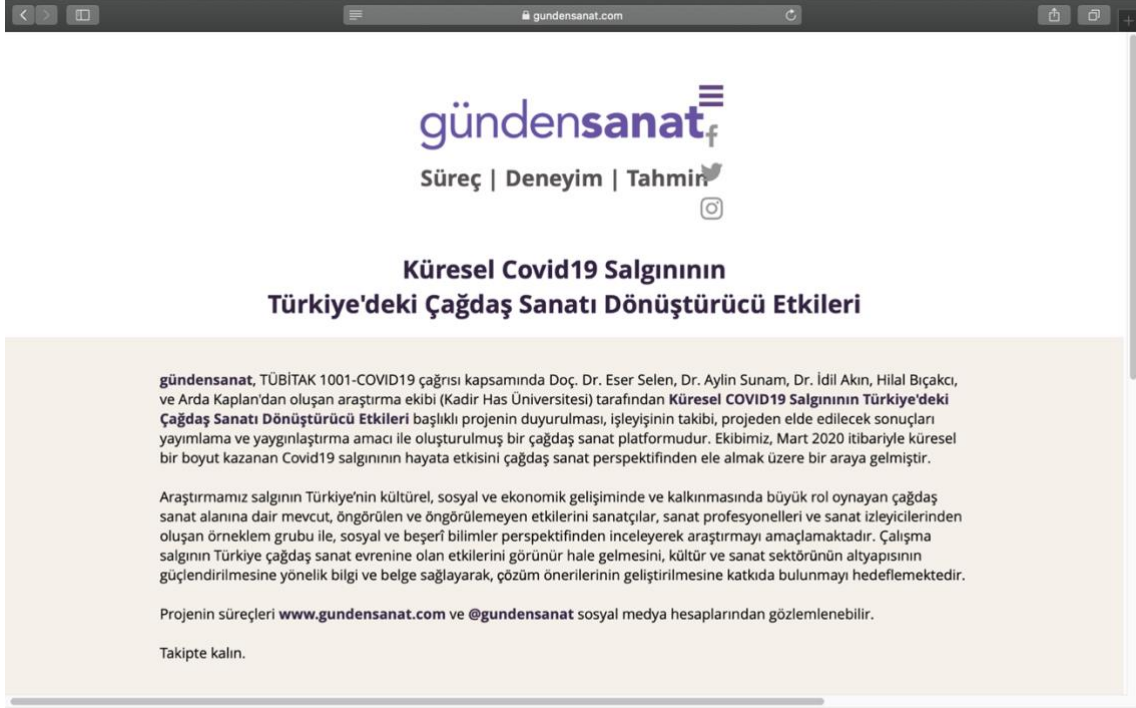 gundensanat.com
gündensanat
Süreç | Deneyim | Tahmin
Küresel Covid19 Salgınının
Türkiye'deki Çağdaş Sanatı Dönüştürücü Etkileri
gündensanat, TÜBİTAK 1001-COVID19 çağrısı kapsamında Doç. Dr. Eser Selen, Dr. Aylin Sunam, Dr. İdil Akın, Hilal Bıçakcı,
ve Arda Kaplan'dan oluşan araştırma ekibi (Kadir Has Üniversitesi) tarafından Küresel COVID19 Salgınının Türkiye'deki
Çağdaş Sanatı Dönüştürücü Etkileri başlıklı projenin duyurulması, işleyişinin takibi, projeden elde edilecek sonuçları
yayımlama ve yaygınlaştırma amacı ile oluşturulmuş bir çağdaş sanat platformudur. Ekibimiz, Mart 2020 itibariyle küresel
bir boyut kazanan Covid19 salgınının hayata etkisini çağdaş sanat perspektifinden ele almak üzere bir araya gelmiştir.
Araştırmamız salgının Türkiye'nin kültürel, sosyal ve ekonomik gelişiminde ve kalkınmasında büyük rol oynayan çağdaş
sanat alanına dair mevcut, öngörülen ve öngörülemeyen etkilerini sanatçılar, sanat profesyonelleri ve sanat izleyicilerinden
oluşan örneklem grubu ile, sosyal ve beşerî bilimler perspektifinden inceleyerek araştırmayı amaçlamaktadır. Çalışma
salgının Türkiye çağdaş sanat evrenine olan etkilerini görünür hale gelmesini, kültür ve sanat sektörünün altyapısının
güçlendirilmesine yönelik bilgi ve belge sağlayarak, çözüm önerilerinin geliştirilmesine katkıda bulunmayı hedeflemektedir.
Projenin süreçleri www.gundensanat.com ve @gundensanat sosyal medya hesaplarından gözlemlenebilir.
Takipte kalın.